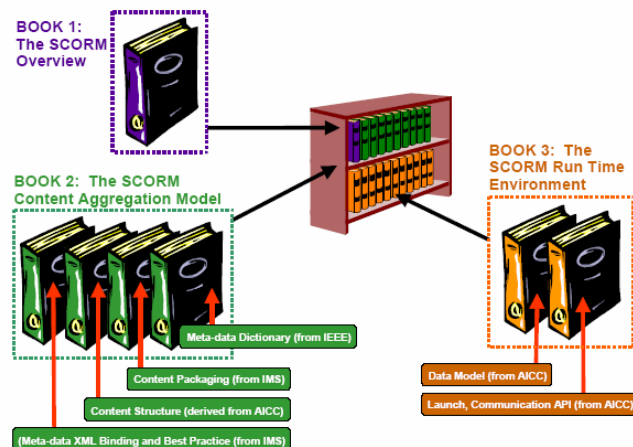 BOOK 1:
The SCORM
Overview
BOOK 2: The SCORM
Content Aggregation Model
BOOK 3: The
SCORM Run Time
Environment
Meta-data Dictionary (from IEEE)
Content Packaging (from IMS)
Content Structure (derived from AICC)
(Meta-data XML Binding and Best Practice (from IMS)
Data Model (from AICC)
Launch, Communication API (from AICC)